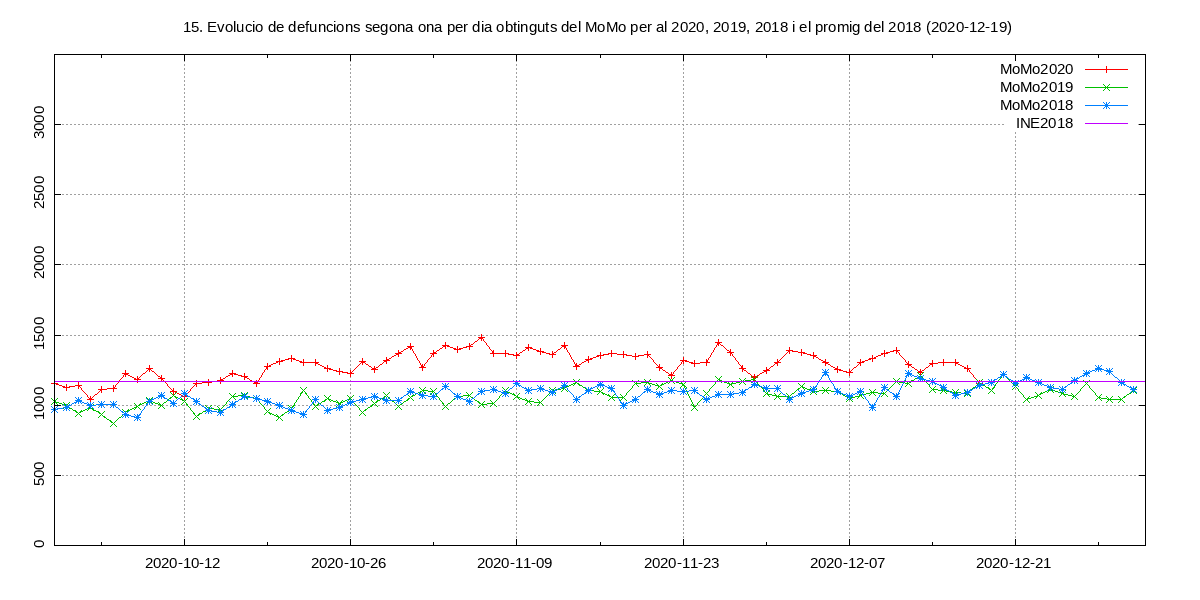 15. Evolucio de defuncions segona ona per dia obtinguts del MoMo per al 2020, 2019, 2018 i el promig del 2018 (2020-12-19)
MoMo2020
MoMo2019
MoMo2018
INE2018
3000
2500
2000
1500
1000
500
0
2020-10-12 2020-10-26 2020-11-09 2020-11-23 2020-12-07 2020-12-21